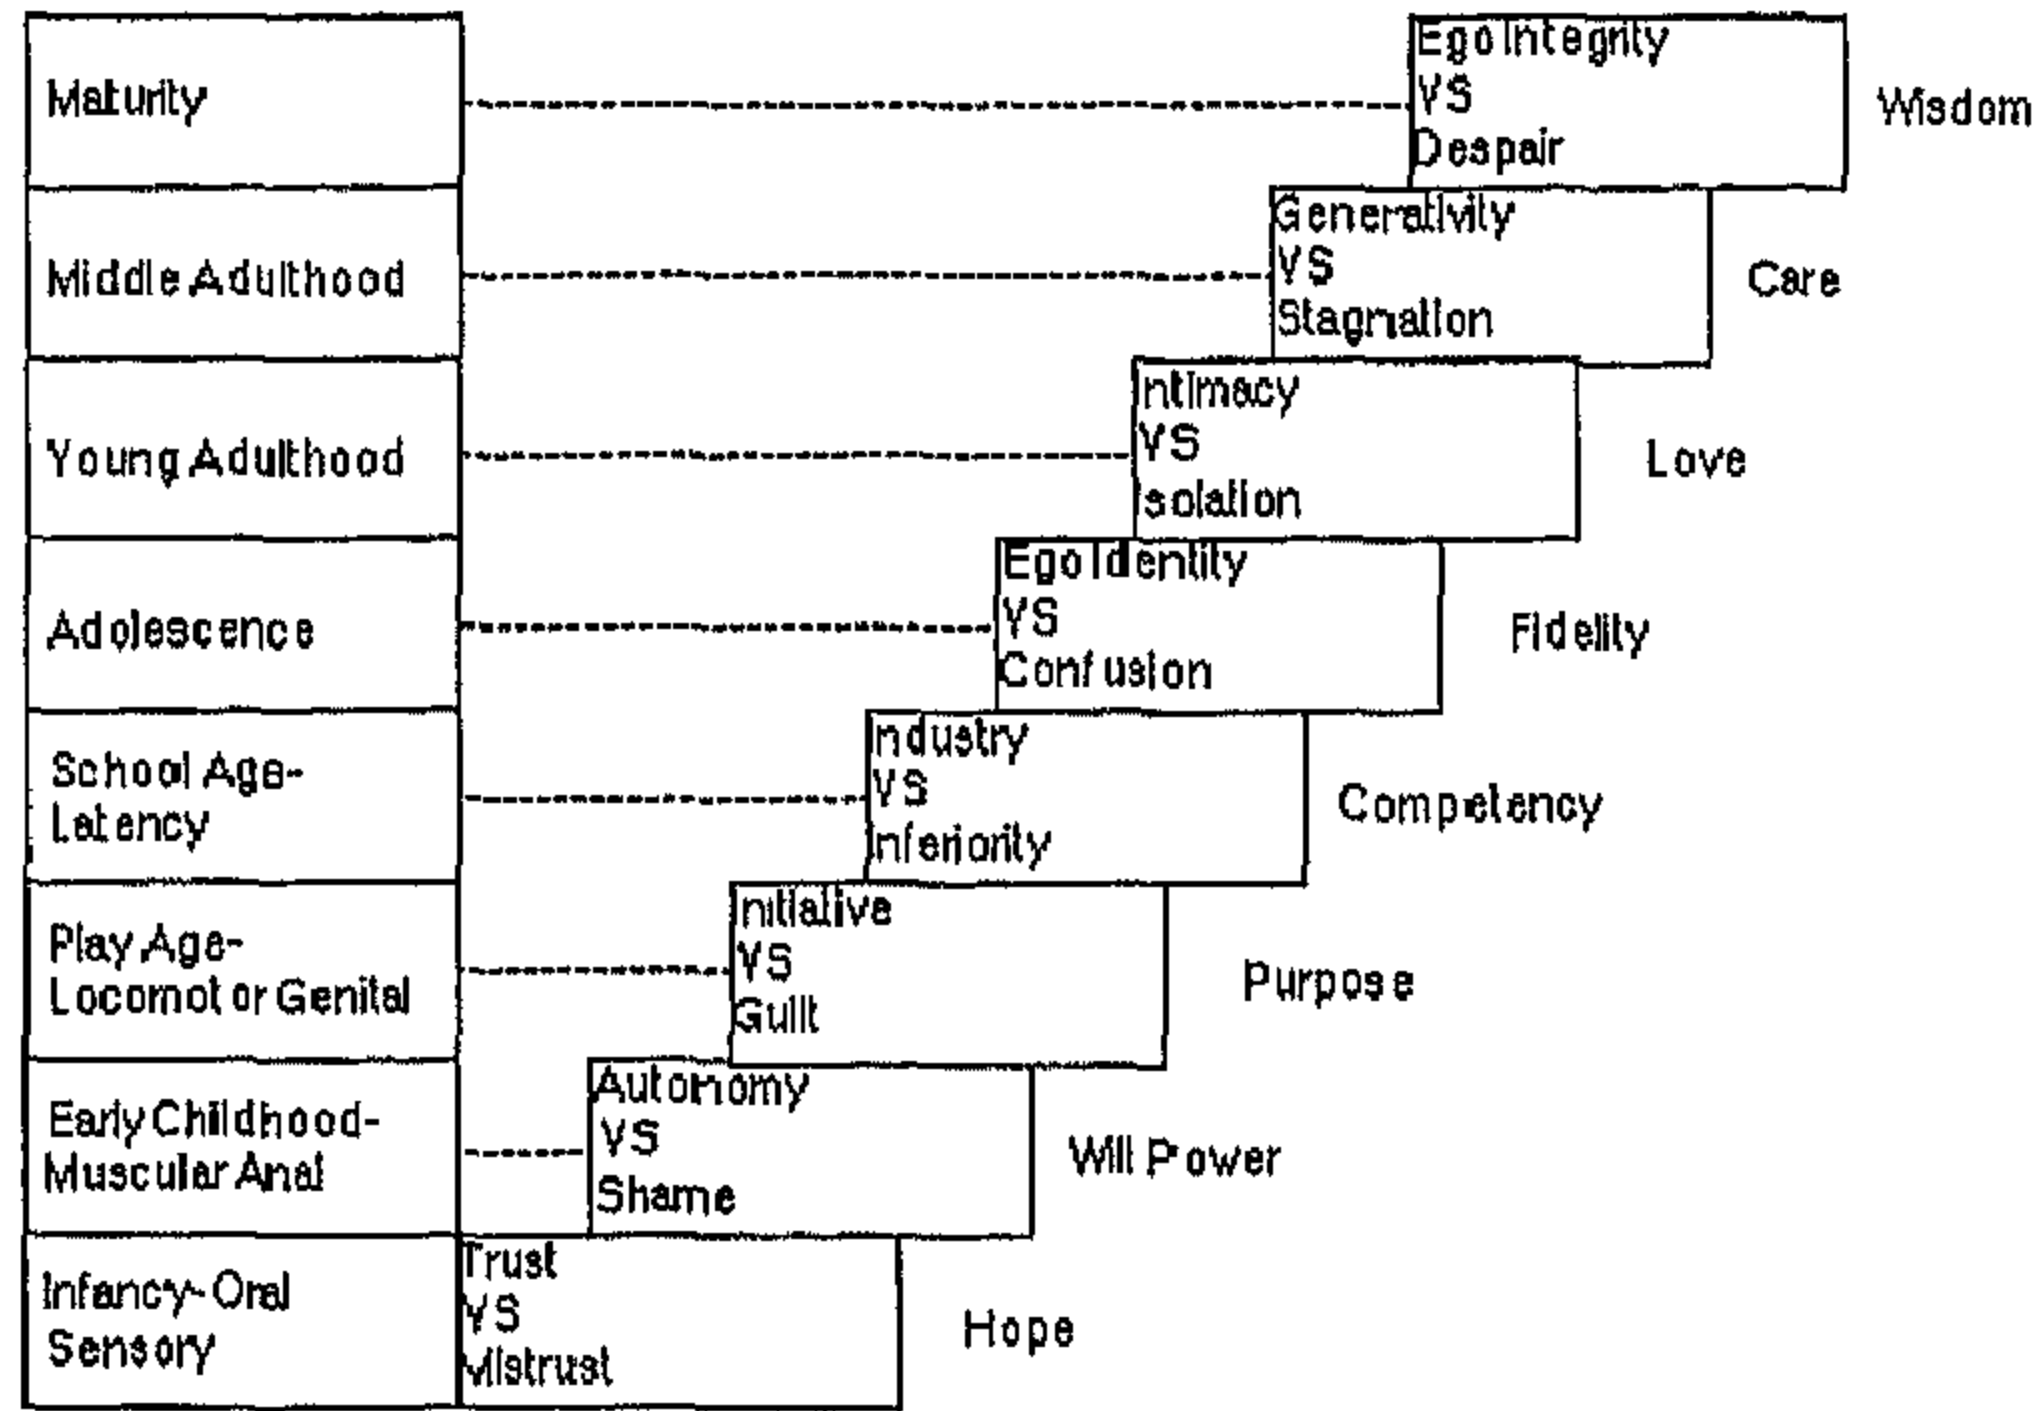 Maturity
Ego Integrity
VS
Despair
Wisdom
Middle Adulthood
Generativity
VS
Stagnation
Care
Young Adulthood
Intimacy
VS
Isolation
Love
Adolescence
Ego Identity
VS
Confusion
Fidelity
School Age-
Latency
Industry
VS
Inferiority
Competency
Play Age-
Locomotor Genital
Initiative
VS
Guilt
Purpose
Early Childhood-
Muscular Anal
Autonomy
VS
Shame
Will Power
Infancy-Oral
Sensory
Trust
VS
Mistrust
Hope